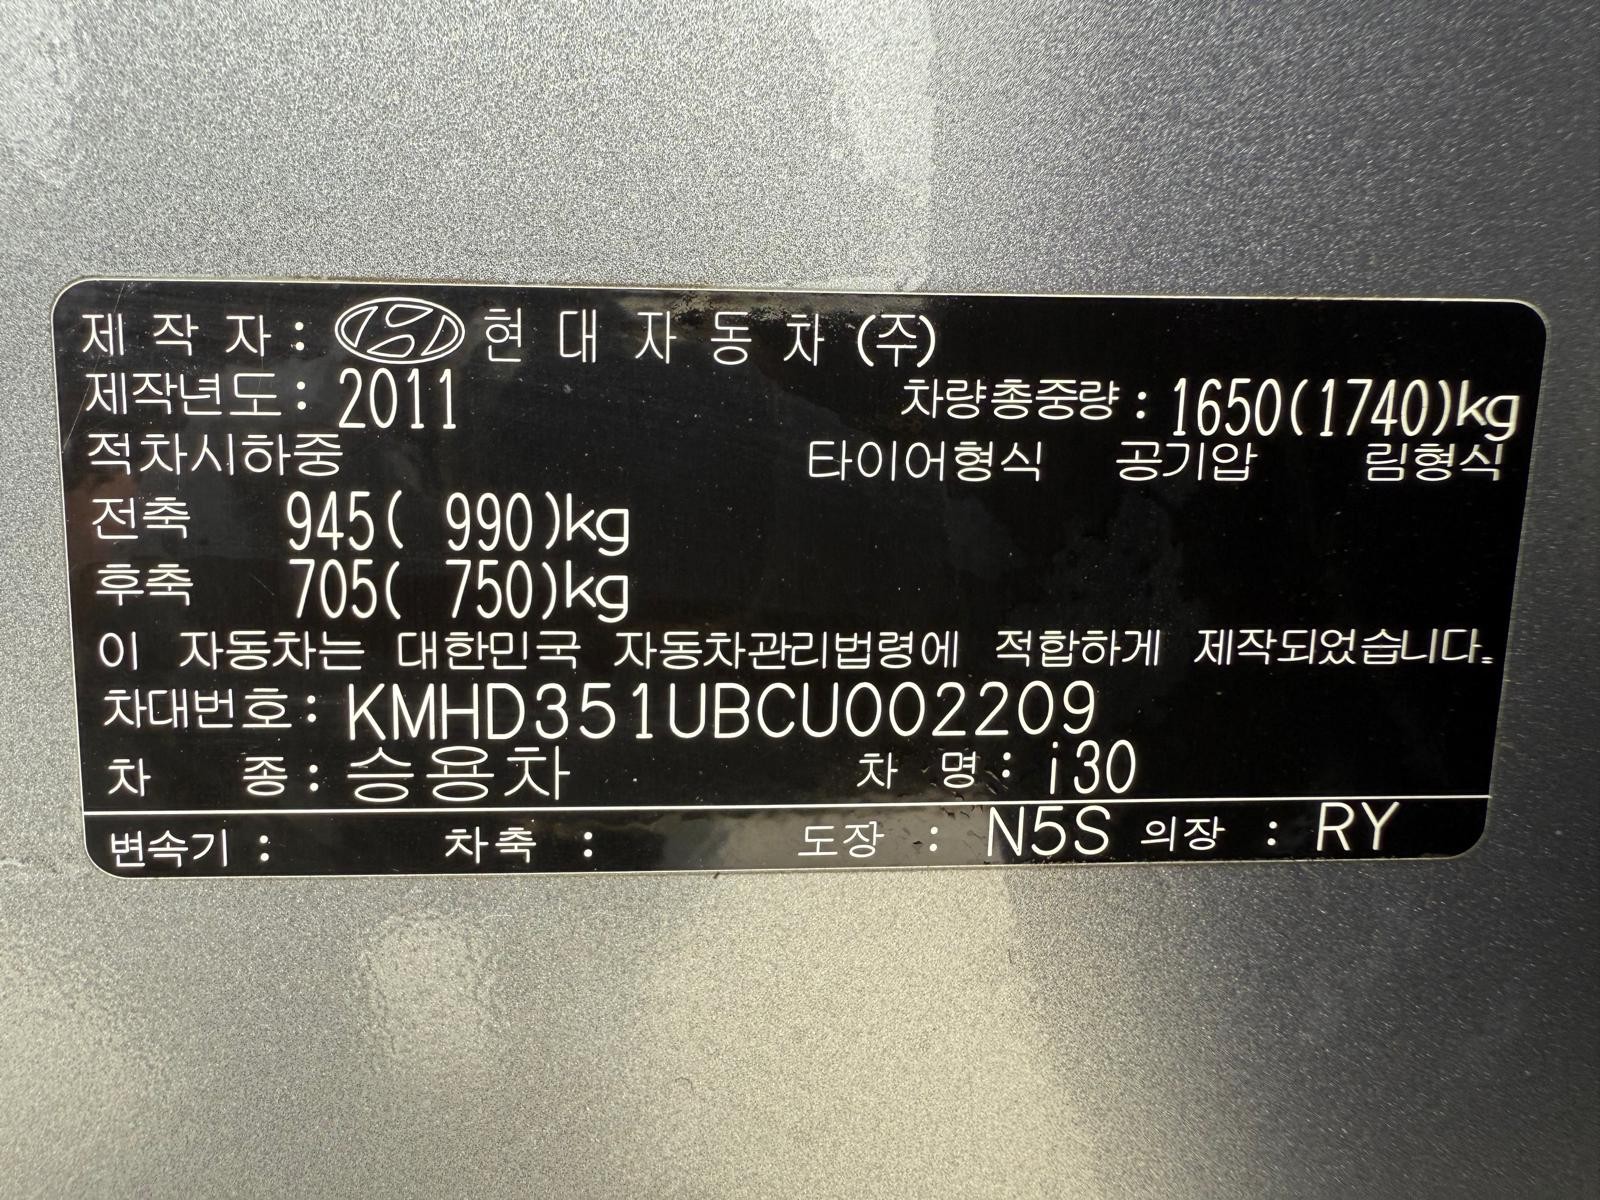 제 작 자 : 현 대 자 동 차 (주)
제작년도 : 2011 차량총중량 : 1650(1740)kg
적차시하중 타이어형식 공기압 림형식
전축 945( 990)kg
후축 705( 750)kg
이 자동차는 대한민국 자동차관리법령에 적합하게 제작되었습니다.
차대번호 : KMHD351UBCU002209
차 종 : 승용차 차 명 : i30
변속기 : 차축 : 도장 : N5S 의장 : RY